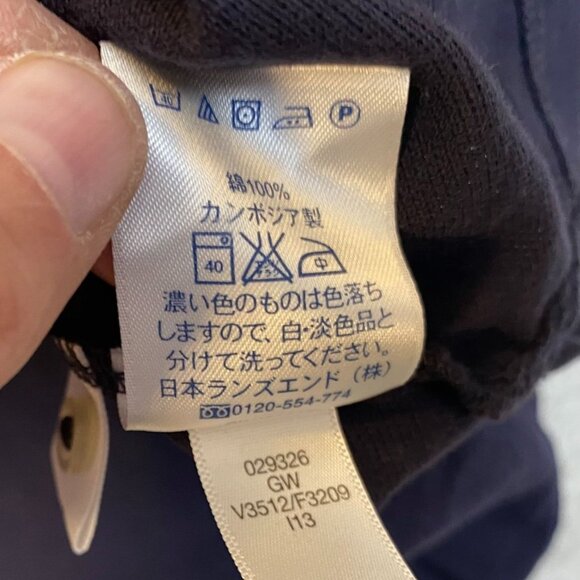 P
綿100%
カンボジア製
40 中
濃い色のものは色落ち
しますので、白・淡色品と
分けて洗ってください。
日本ランズエンド（株）
0120-554-774
029326
GW
V3512/F3209
I13